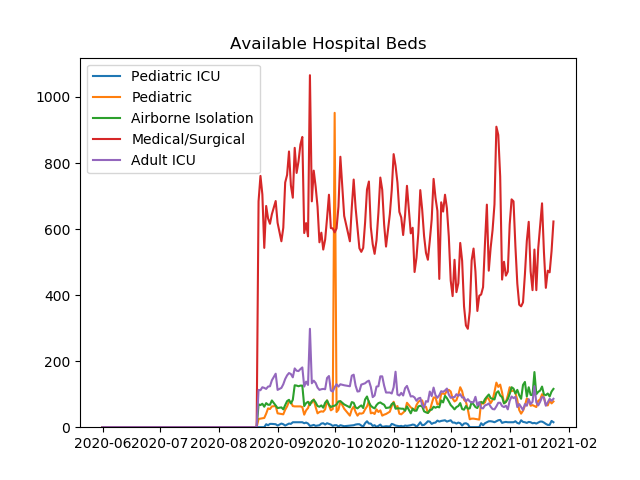 Available Hospital Beds
Pediatric ICU
Pediatric
Airborne Isolation
Medical/Surgical
Adult ICU
1000
800
600
400
200
0
2020-06 2020-07 2020-08 2020-09 2020-10 2020-11 2020-12 2021-01 2021-02